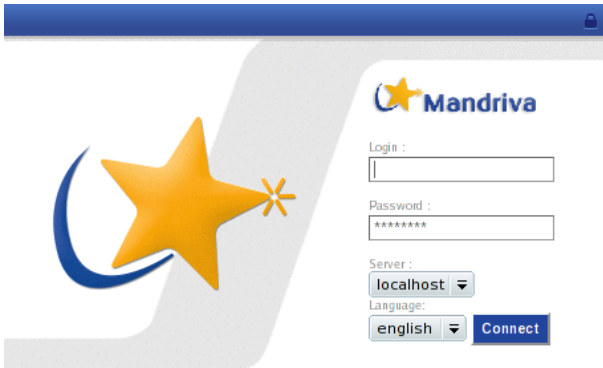 Mandriva
Login :
Password :
********
Server :
localhost
Language:
english
Connect